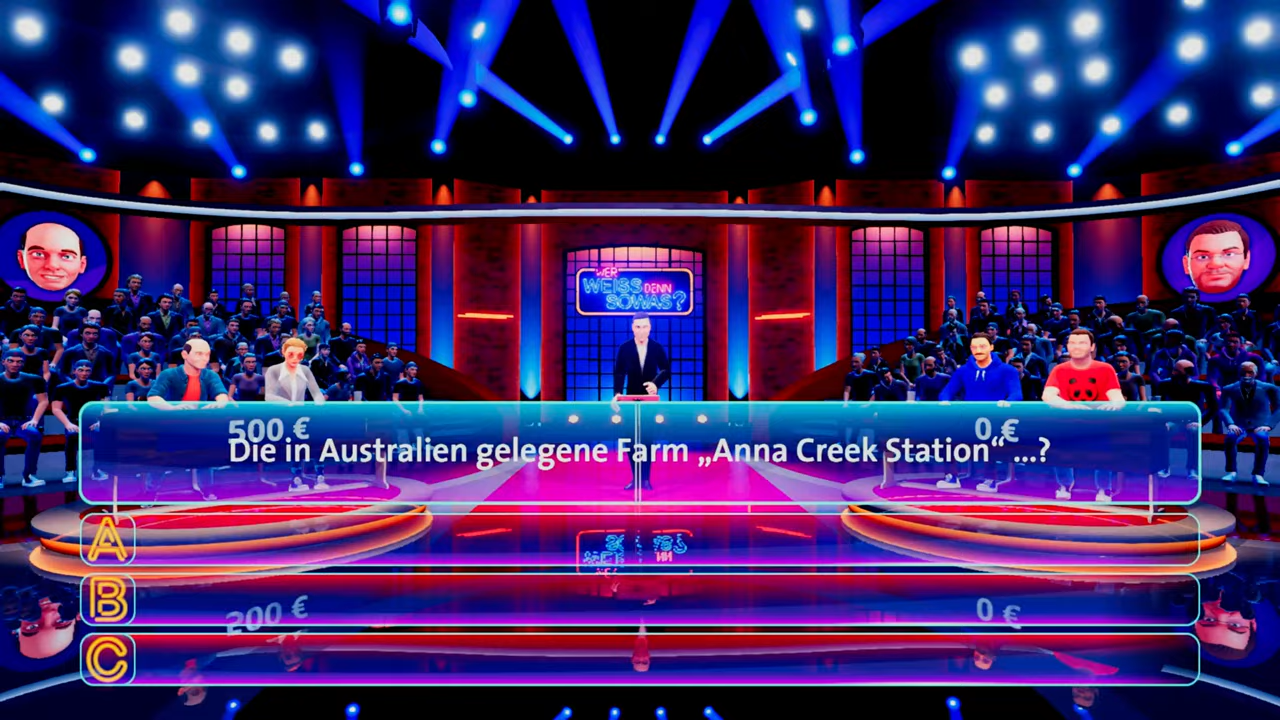 WER
WEISS DENN
SOWAS?
500 €
0 €
Die in Australien gelegene Farm „Anna Creek Station“ ...?
A
B
200 €
0 €
C